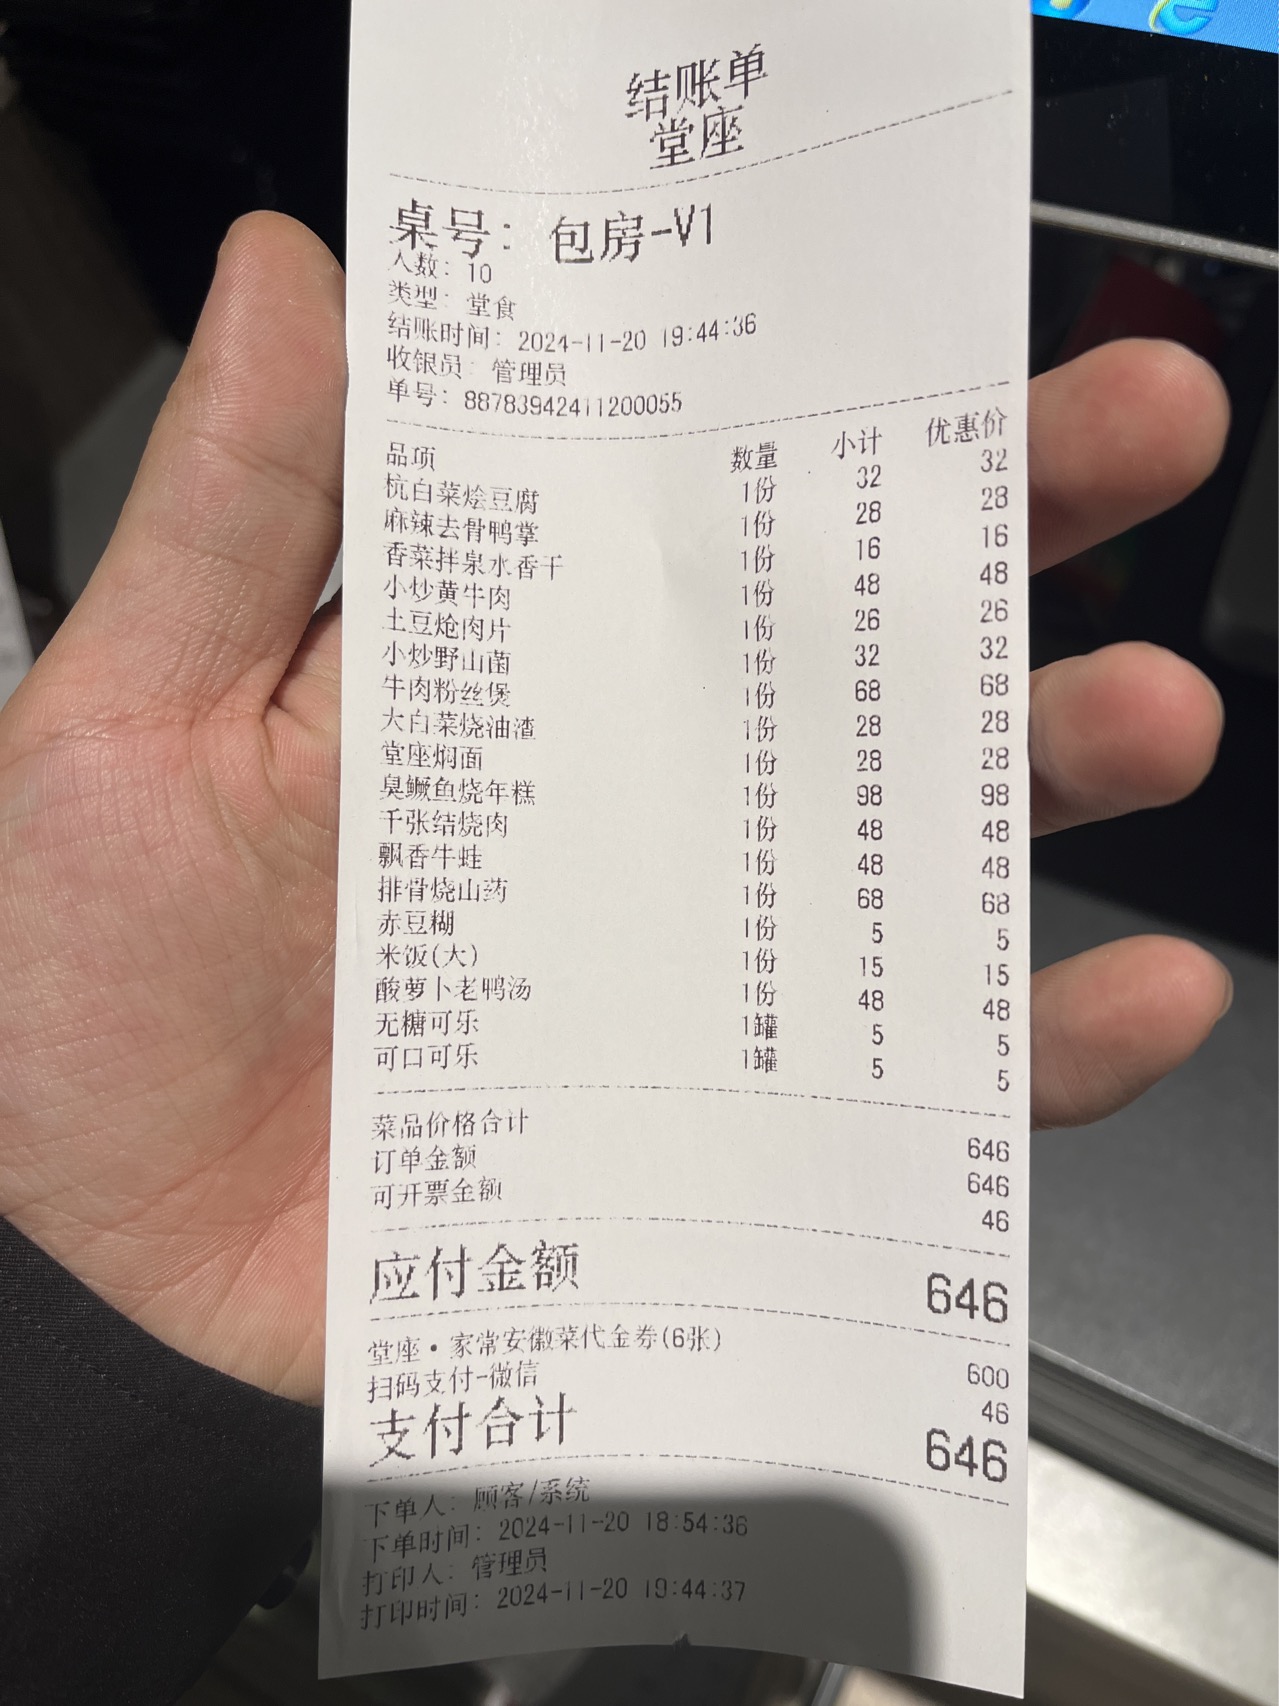 结账单
堂座
桌号：包房-V1
人数：10
类型：堂食
结账时间：2024-11-20 19:44:36
收银员：管理员
单号：88783942411200055
品项 数量 小计 优惠价
杭白菜烩豆腐 1份 32 32
麻辣去骨鸭掌 1份 28 28
香菜拌泉水香干 1份 16 16
小炒黄牛肉 1份 48 48
土豆炝肉片 1份 26 26
小炒野山菌 1份 32 32
牛肉粉丝煲 1份 68 68
大白菜烧油渣 1份 28 28
堂座焖面 1份 28 28
臭鳜鱼烧年糕 1份 98 98
千张结烧肉 1份 48 48
飘香牛蛙 1份 48 48
排骨烧山药 1份 68 68
赤豆糊 1份 5 5
米饭(大) 1份 15 15
酸萝卜老鸭汤 1份 48 48
无糖可乐 1罐 5 5
可口可乐 1罐 5 5
菜品价格合计 646
订单金额 646
可开票金额 46
应付金额 646
堂座·家常安徽菜代金券(6张) 600
扫码支付-微信 46
支付合计 646
下单人：顾客/系统
下单时间：2024-11-20 18:54:36
打印人：管理员
打印时间：2024-11-20 19:44:37